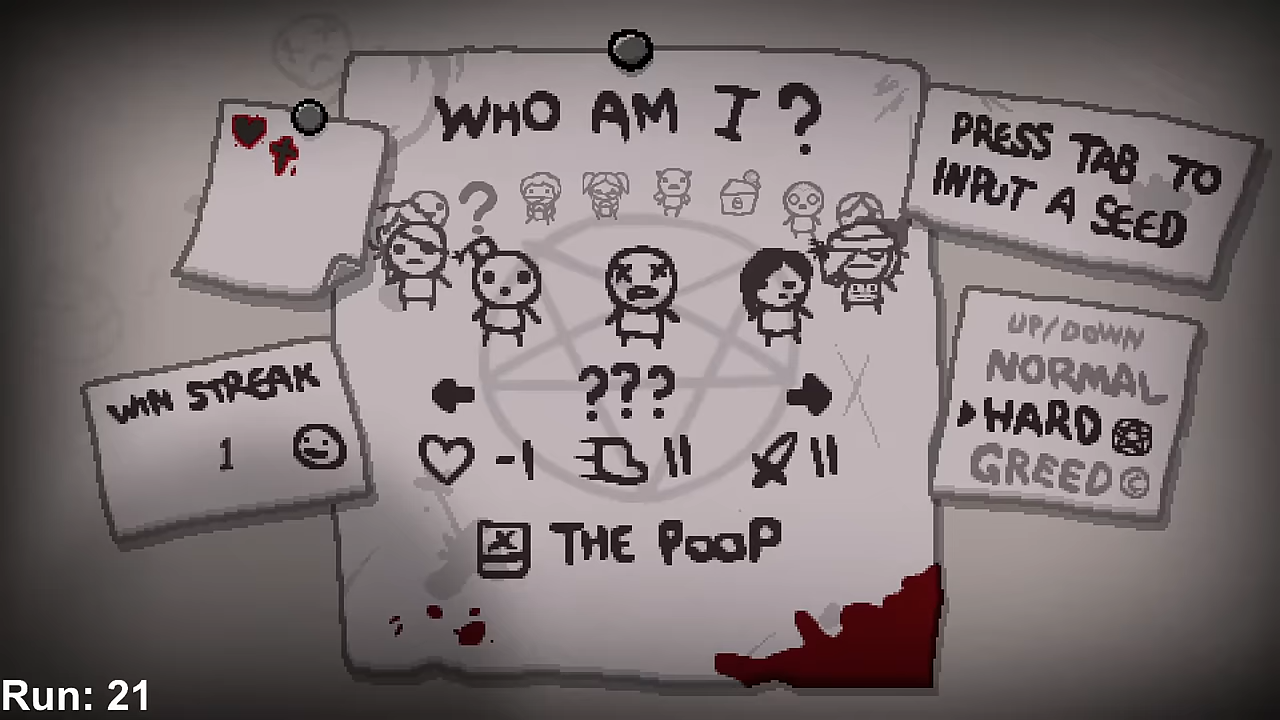 WHO AM I?
PRESS TAB TO
INPUT A SEED
?
WIN STREAK
1
UP/DOWN
NORMAL
HARD
GREED ©
???
-1
THE POOP
Run: 21